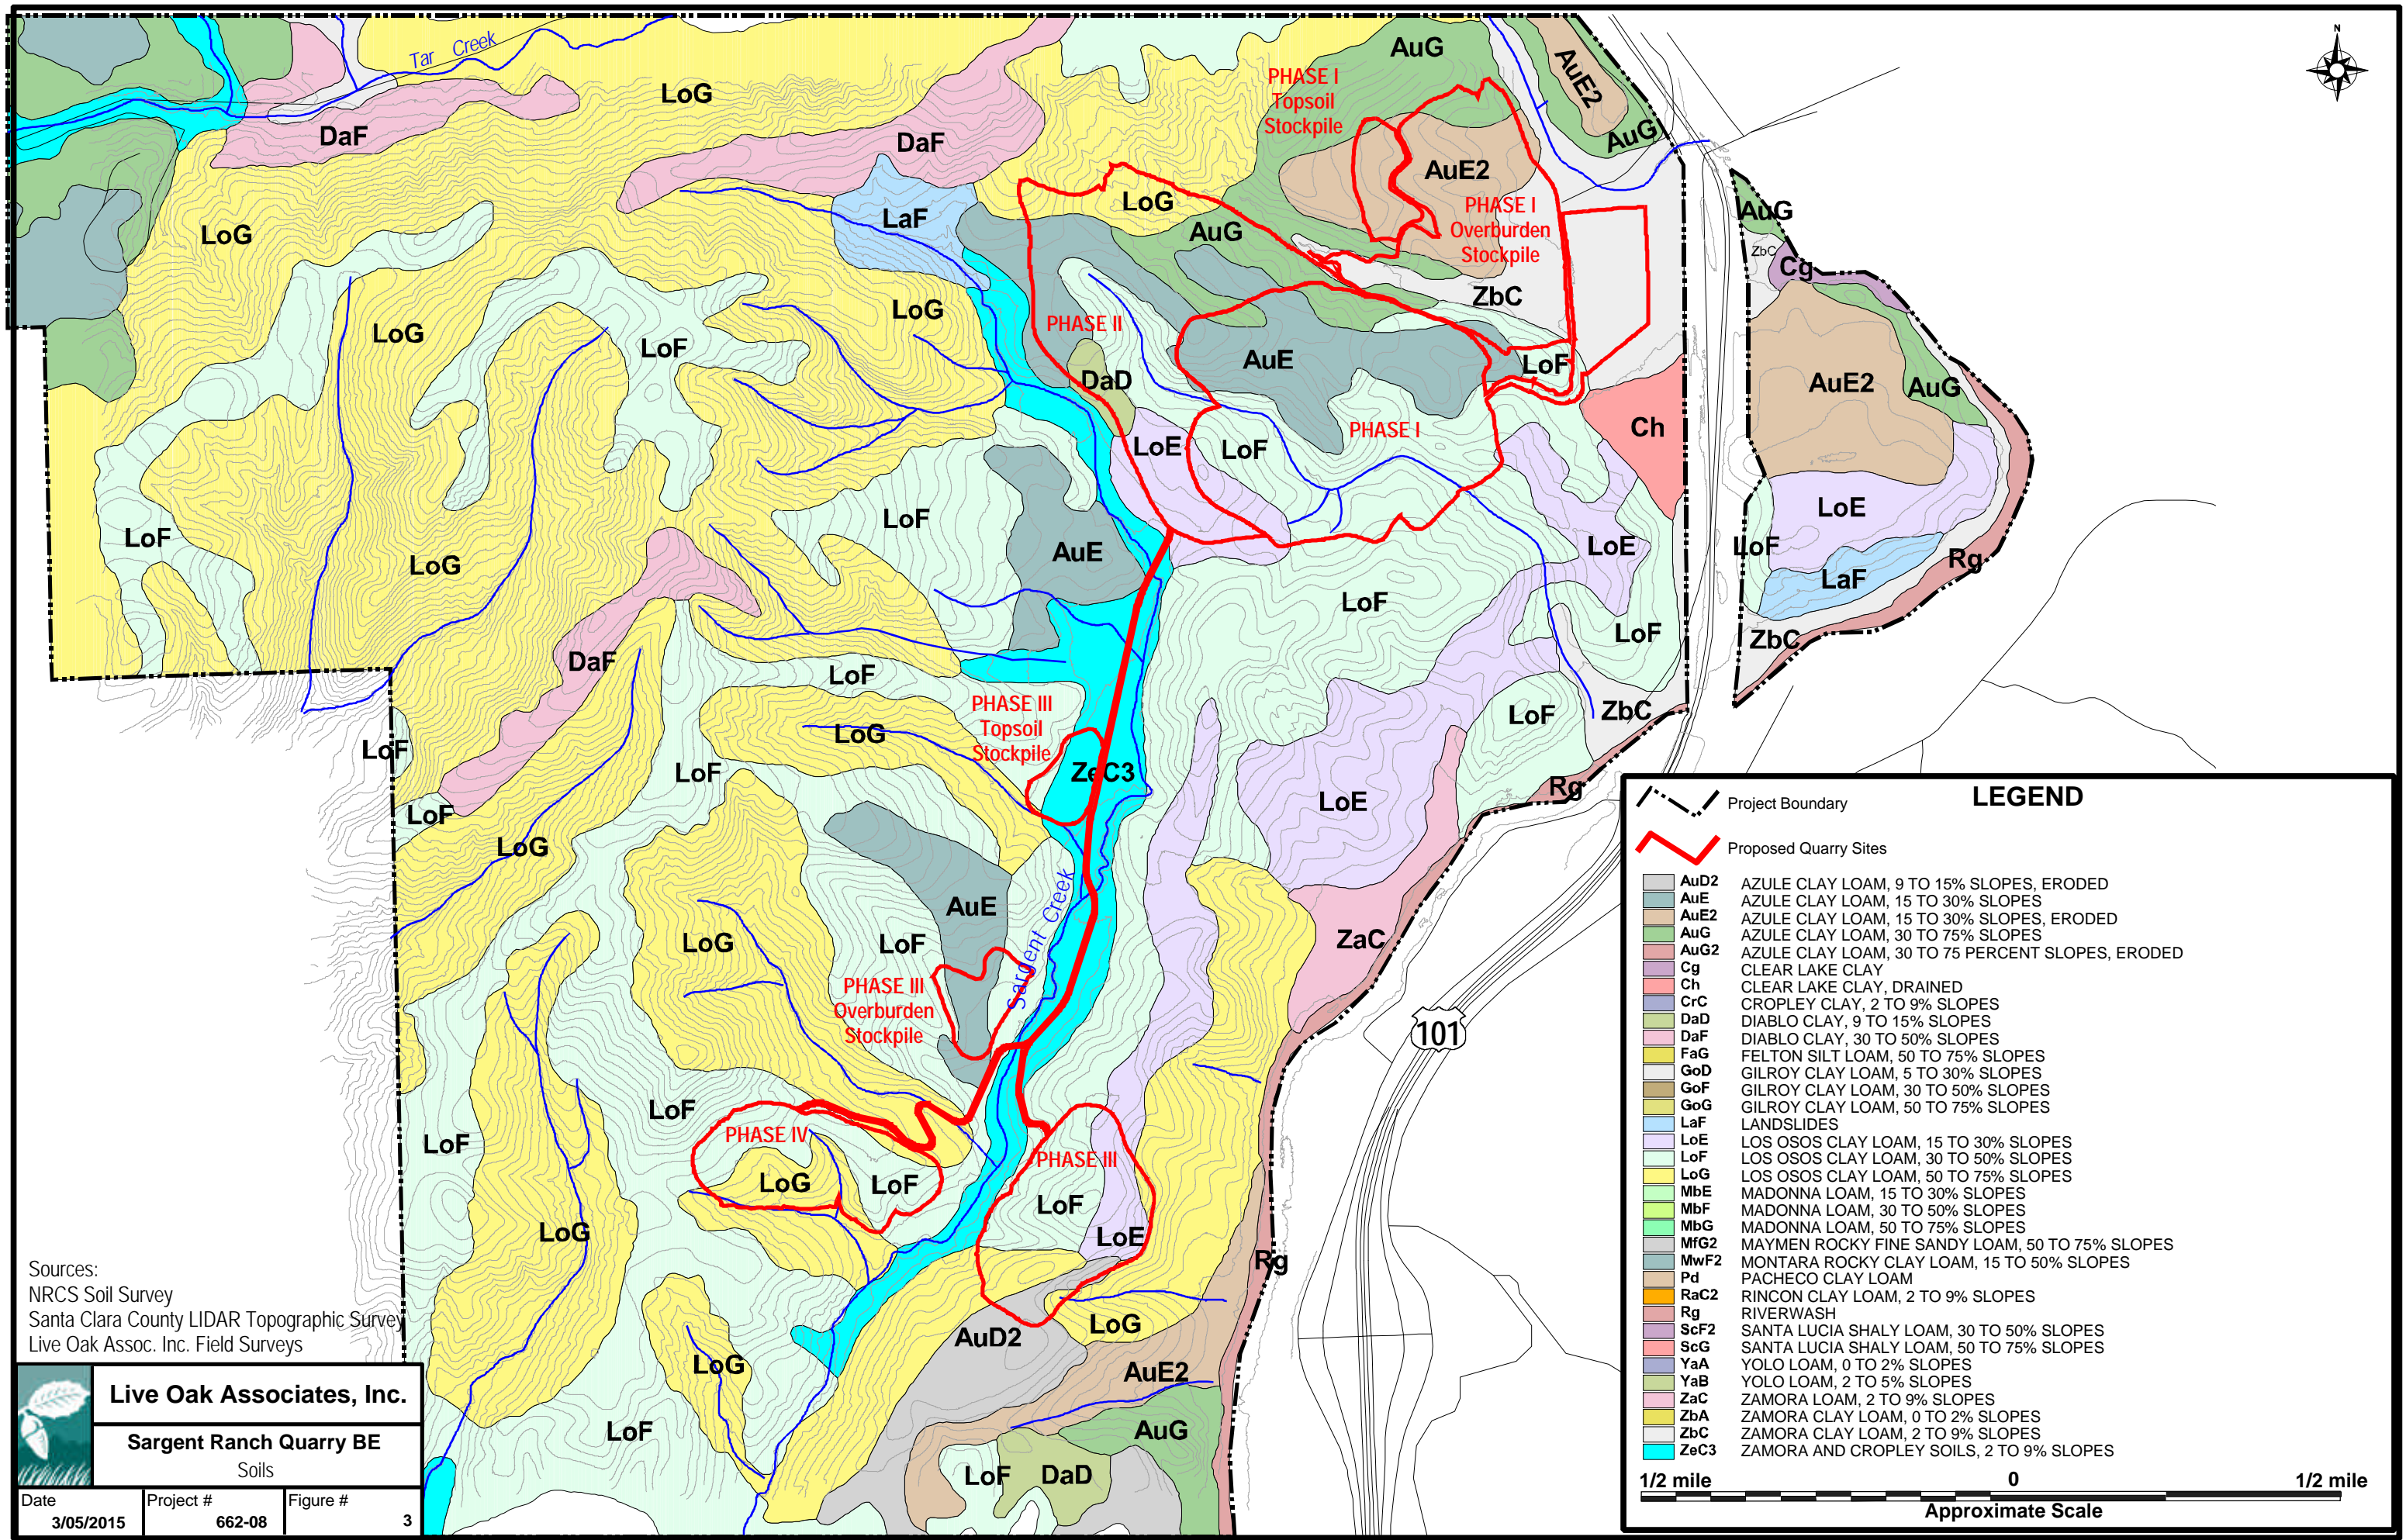 N
Tar Creek
AuG
PHASE I
Topsoil
Stockpile
AuE2
AuG
LoG
DaF
DaF
AuE2
LoG
LaF
LoG
AuG
PHASE I
Overburden
Stockpile
AuG
ZbC
Cg
LoG
LoG
LoF
PHASE II
ZbC
AuE
LoF
DaD
AuE2
AuG
Ch
PHASE I
LoE
LoF
LoF
LoF
LoG
AuE
LoE
LoE
LoF
Rg
LaF
LoF
LoF
ZbC
DaF
LoF
PHASE III
Topsoil
Stockpile
LoG
LoF
ZbC
LoF
LoF
ZeC3
LoE
Rg
LoF
LoG
AuE
LoG
LoF
Sargent Creek
ZaC
PHASE III
Overburden
Stockpile
101
LoF
LoF
PHASE IV
LoG
LoF
PHASE III
LoF
LoE
LoG
Rg
AuD2
LoG
LoG
AuE2
LoF
AuG
LoF
DaD
LEGEND
Project Boundary
Proposed Quarry Sites
AuD2 AZULE CLAY LOAM, 9 TO 15% SLOPES, ERODED
AuE AZULE CLAY LOAM, 15 TO 30% SLOPES
AuE2 AZULE CLAY LOAM, 15 TO 30% SLOPES, ERODED
AuG AZULE CLAY LOAM, 30 TO 75% SLOPES
AuG2 AZULE CLAY LOAM, 30 TO 75 PERCENT SLOPES, ERODED
Cg CLEAR LAKE CLAY
Ch CLEAR LAKE CLAY, DRAINED
CrC CROPLEY CLAY, 2 TO 9% SLOPES
DaD DIABLO CLAY, 9 TO 15% SLOPES
DaF DIABLO CLAY, 30 TO 50% SLOPES
FaG FELTON SILT LOAM, 50 TO 75% SLOPES
GoD GILROY CLAY LOAM, 5 TO 30% SLOPES
GoF GILROY CLAY LOAM, 30 TO 50% SLOPES
GoG GILROY CLAY LOAM, 50 TO 75% SLOPES
LaF LANDSLIDES
LoE LOS OSOS CLAY LOAM, 15 TO 30% SLOPES
LoF LOS OSOS CLAY LOAM, 30 TO 50% SLOPES
LoG LOS OSOS CLAY LOAM, 50 TO 75% SLOPES
MbE MADONNA LOAM, 15 TO 30% SLOPES
MbF MADONNA LOAM, 30 TO 50% SLOPES
MbG MADONNA LOAM, 50 TO 75% SLOPES
MfG2 MAYMEN ROCKY FINE SANDY LOAM, 50 TO 75% SLOPES
MwF2 MONTARA ROCKY CLAY LOAM, 15 TO 50% SLOPES
Pd PACHECO CLAY LOAM
RaC2 RINCON CLAY LOAM, 2 TO 9% SLOPES
Rg RIVERWASH
ScF2 SANTA LUCIA SHALY LOAM, 30 TO 50% SLOPES
ScG SANTA LUCIA SHALY LOAM, 50 TO 75% SLOPES
YaA YOLO LOAM, 0 TO 2% SLOPES
YaB YOLO LOAM, 2 TO 5% SLOPES
ZaC ZAMORA LOAM, 2 TO 9% SLOPES
ZbA ZAMORA CLAY LOAM, 0 TO 2% SLOPES
ZbC ZAMORA CLAY LOAM, 2 TO 9% SLOPES
ZeC3 ZAMORA AND CROPLEY SOILS, 2 TO 9% SLOPES
1/2 mile 0 1/2 mile
Approximate Scale
Sources:
NRCS Soil Survey
Santa Clara County LIDAR Topographic Survey
Live Oak Assoc. Inc. Field Surveys
Live Oak Associates, Inc.
Sargent Ranch Quarry BE
Soils
Date 3/05/2015
Project # 662-08
Figure # 3